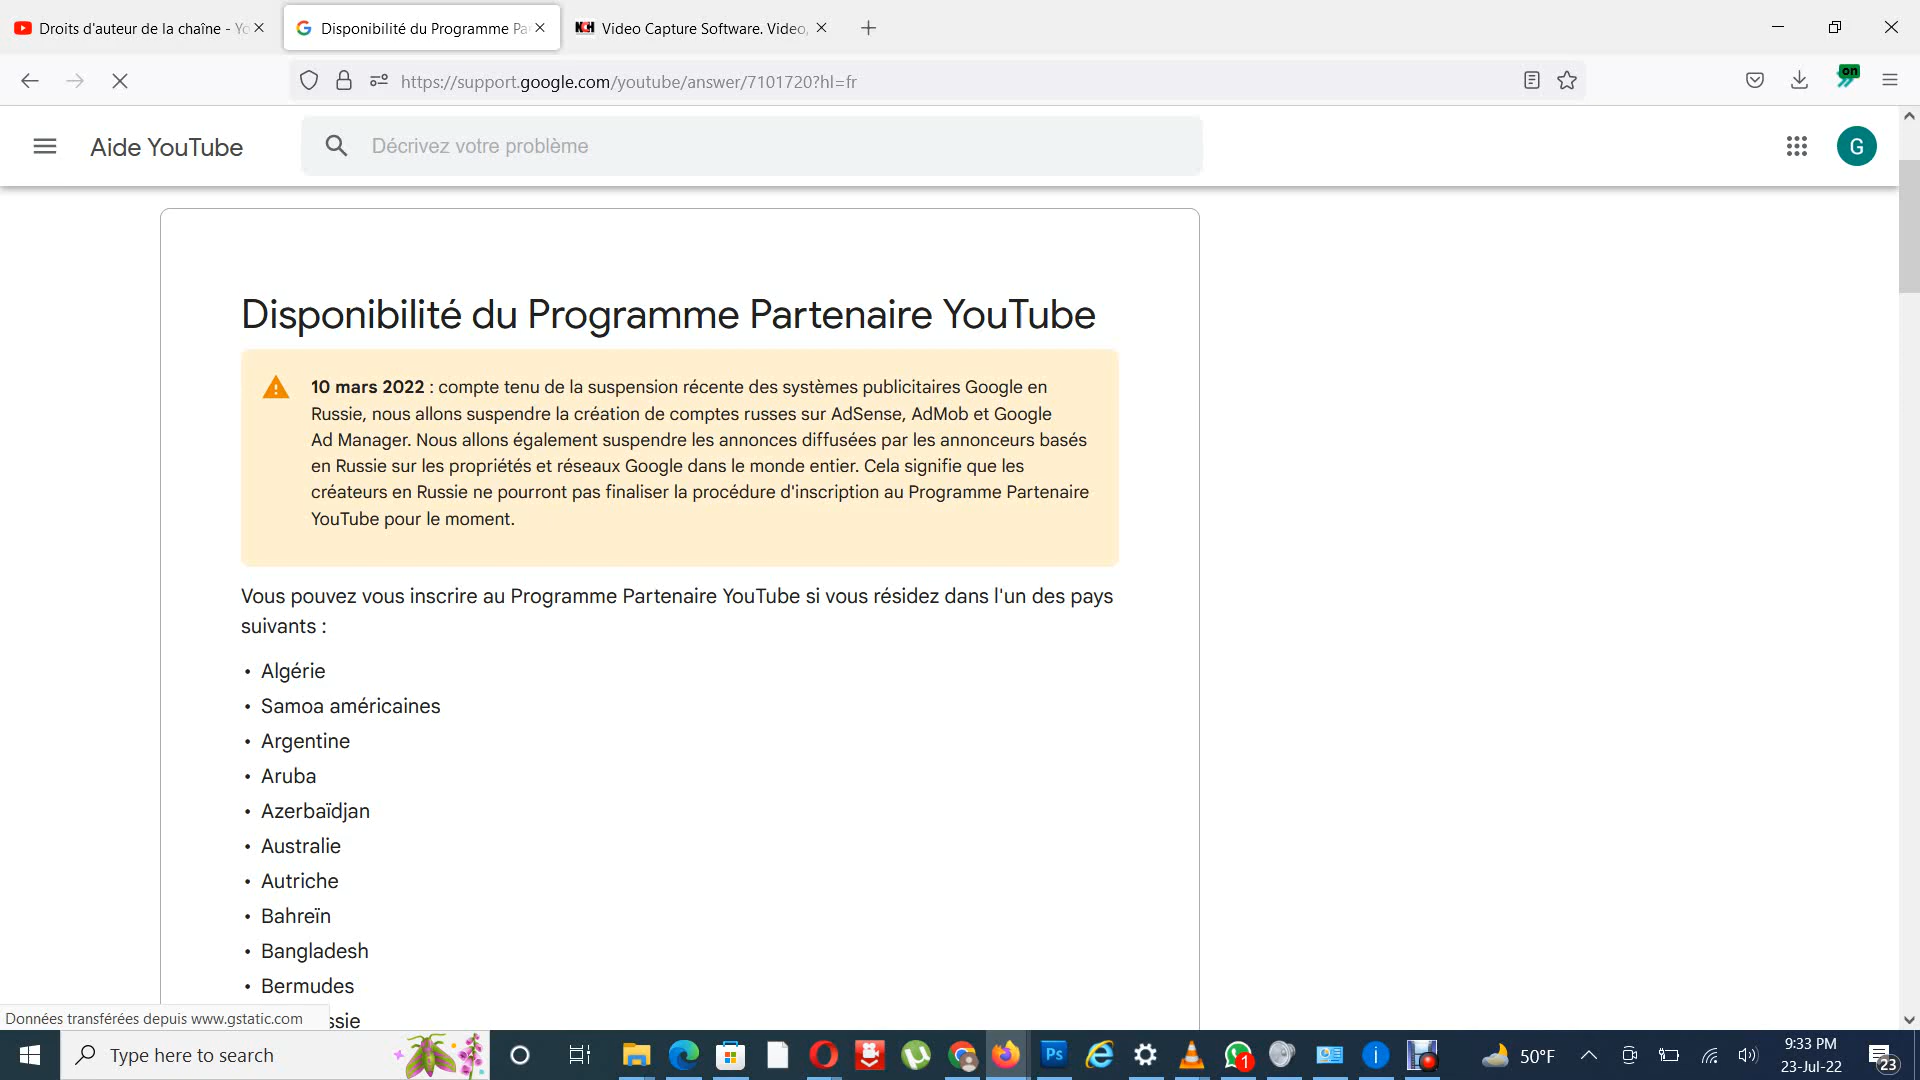 Droits d'auteur de la chaîne - Yo
Disponibilité du Programme Pa
NCH Video Capture Software. Video,
https://support.google.com/youtube/answer/7101720?hl=fr
on
Aide YouTube
Décrivez votre problème
G
Disponibilité du Programme Partenaire YouTube
10 mars 2022 : compte tenu de la suspension récente des systèmes publicitaires Google en
Russie, nous allons suspendre la création de comptes russes sur AdSense, AdMob et Google
Ad Manager. Nous allons également suspendre les annonces diffusées par les annonceurs basés
en Russie sur les propriétés et réseaux Google dans le monde entier. Cela signifie que les
créateurs en Russie ne pourront pas finaliser la procédure d'inscription au Programme Partenaire
YouTube pour le moment.
Vous pouvez vous inscrire au Programme Partenaire YouTube si vous résidez dans l'un des pays
suivants :
• Algérie
• Samoa américaines
• Argentine
• Aruba
• Azerbaïdjan
• Australie
• Autriche
• Bahreïn
• Bangladesh
• Bermudes
ssie
Données transférées depuis www.gstatic.com
Type here to search
Ps
1
50°F
9:33 PM
23-Jul-22
23